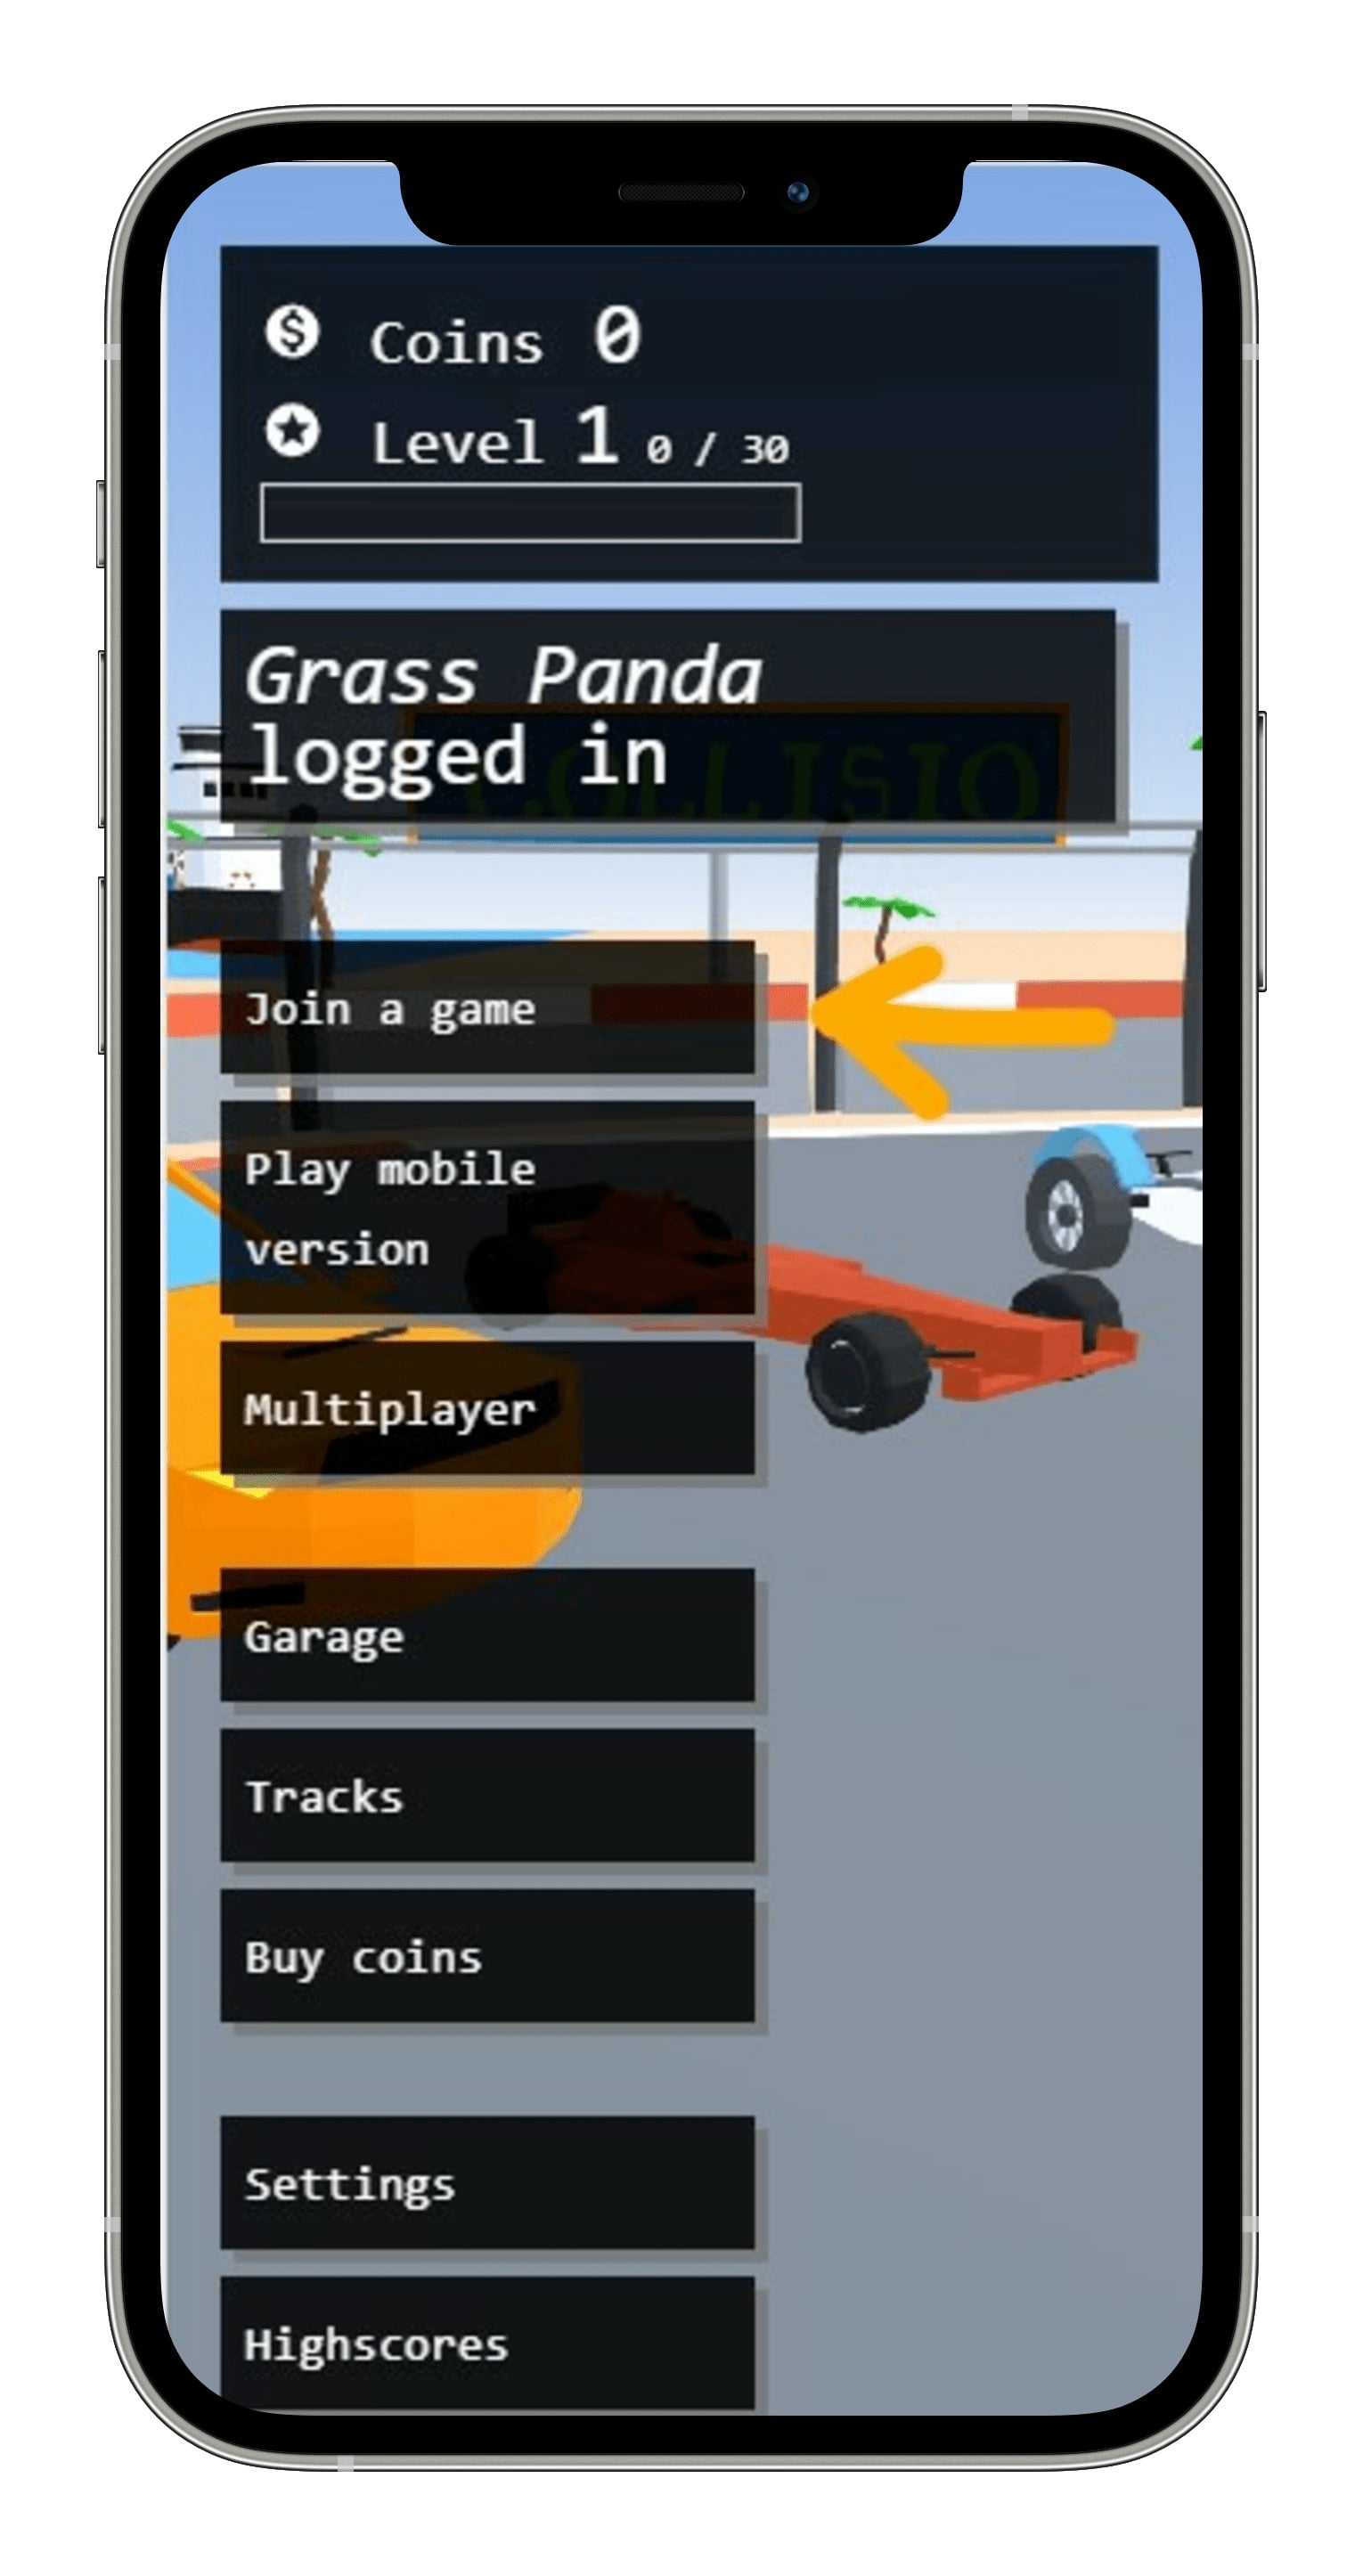 Coins 0
Level 1 0 / 30
Grass Panda
logged in
COLLISIO
Join a game
Play mobile
version
Multiplayer
Garage
Tracks
Buy coins
Settings
Highscores